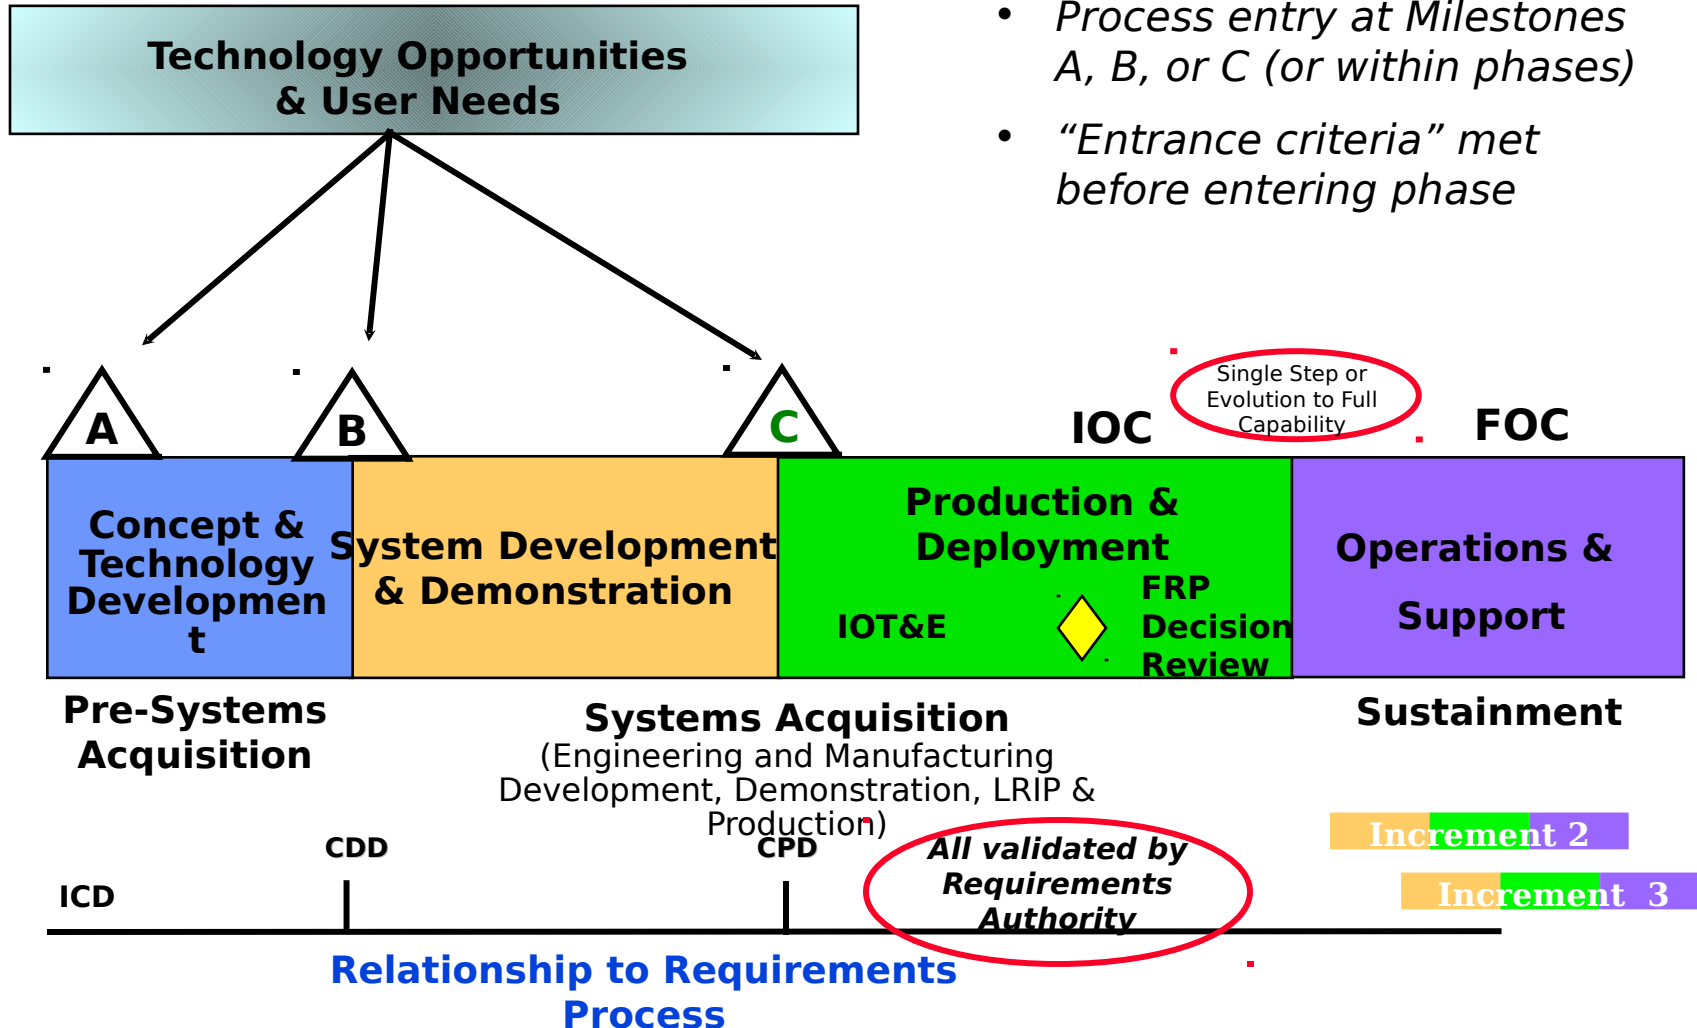 Technology Opportunities
& User Needs
• Process entry at Milestones
A, B, or C (or within phases)
• “Entrance criteria” met
before entering phase
A
B
C
IOC
Single Step or
Evolution to Full
Capability
FOC
Concept &
Technology
Developmen
t
System Development
& Demonstration
Production &
Deployment
IOT&E
FRP
Decision
Review
Operations &
Support
Pre-Systems
Acquisition
Systems Acquisition
(Engineering and Manufacturing
Development, Demonstration, LRIP &
Production)
Sustainment
Increment 2
Increment  3
ICD
CDD
CPD
All validated by
Requirements
Authority
Relationship to Requirements
Process